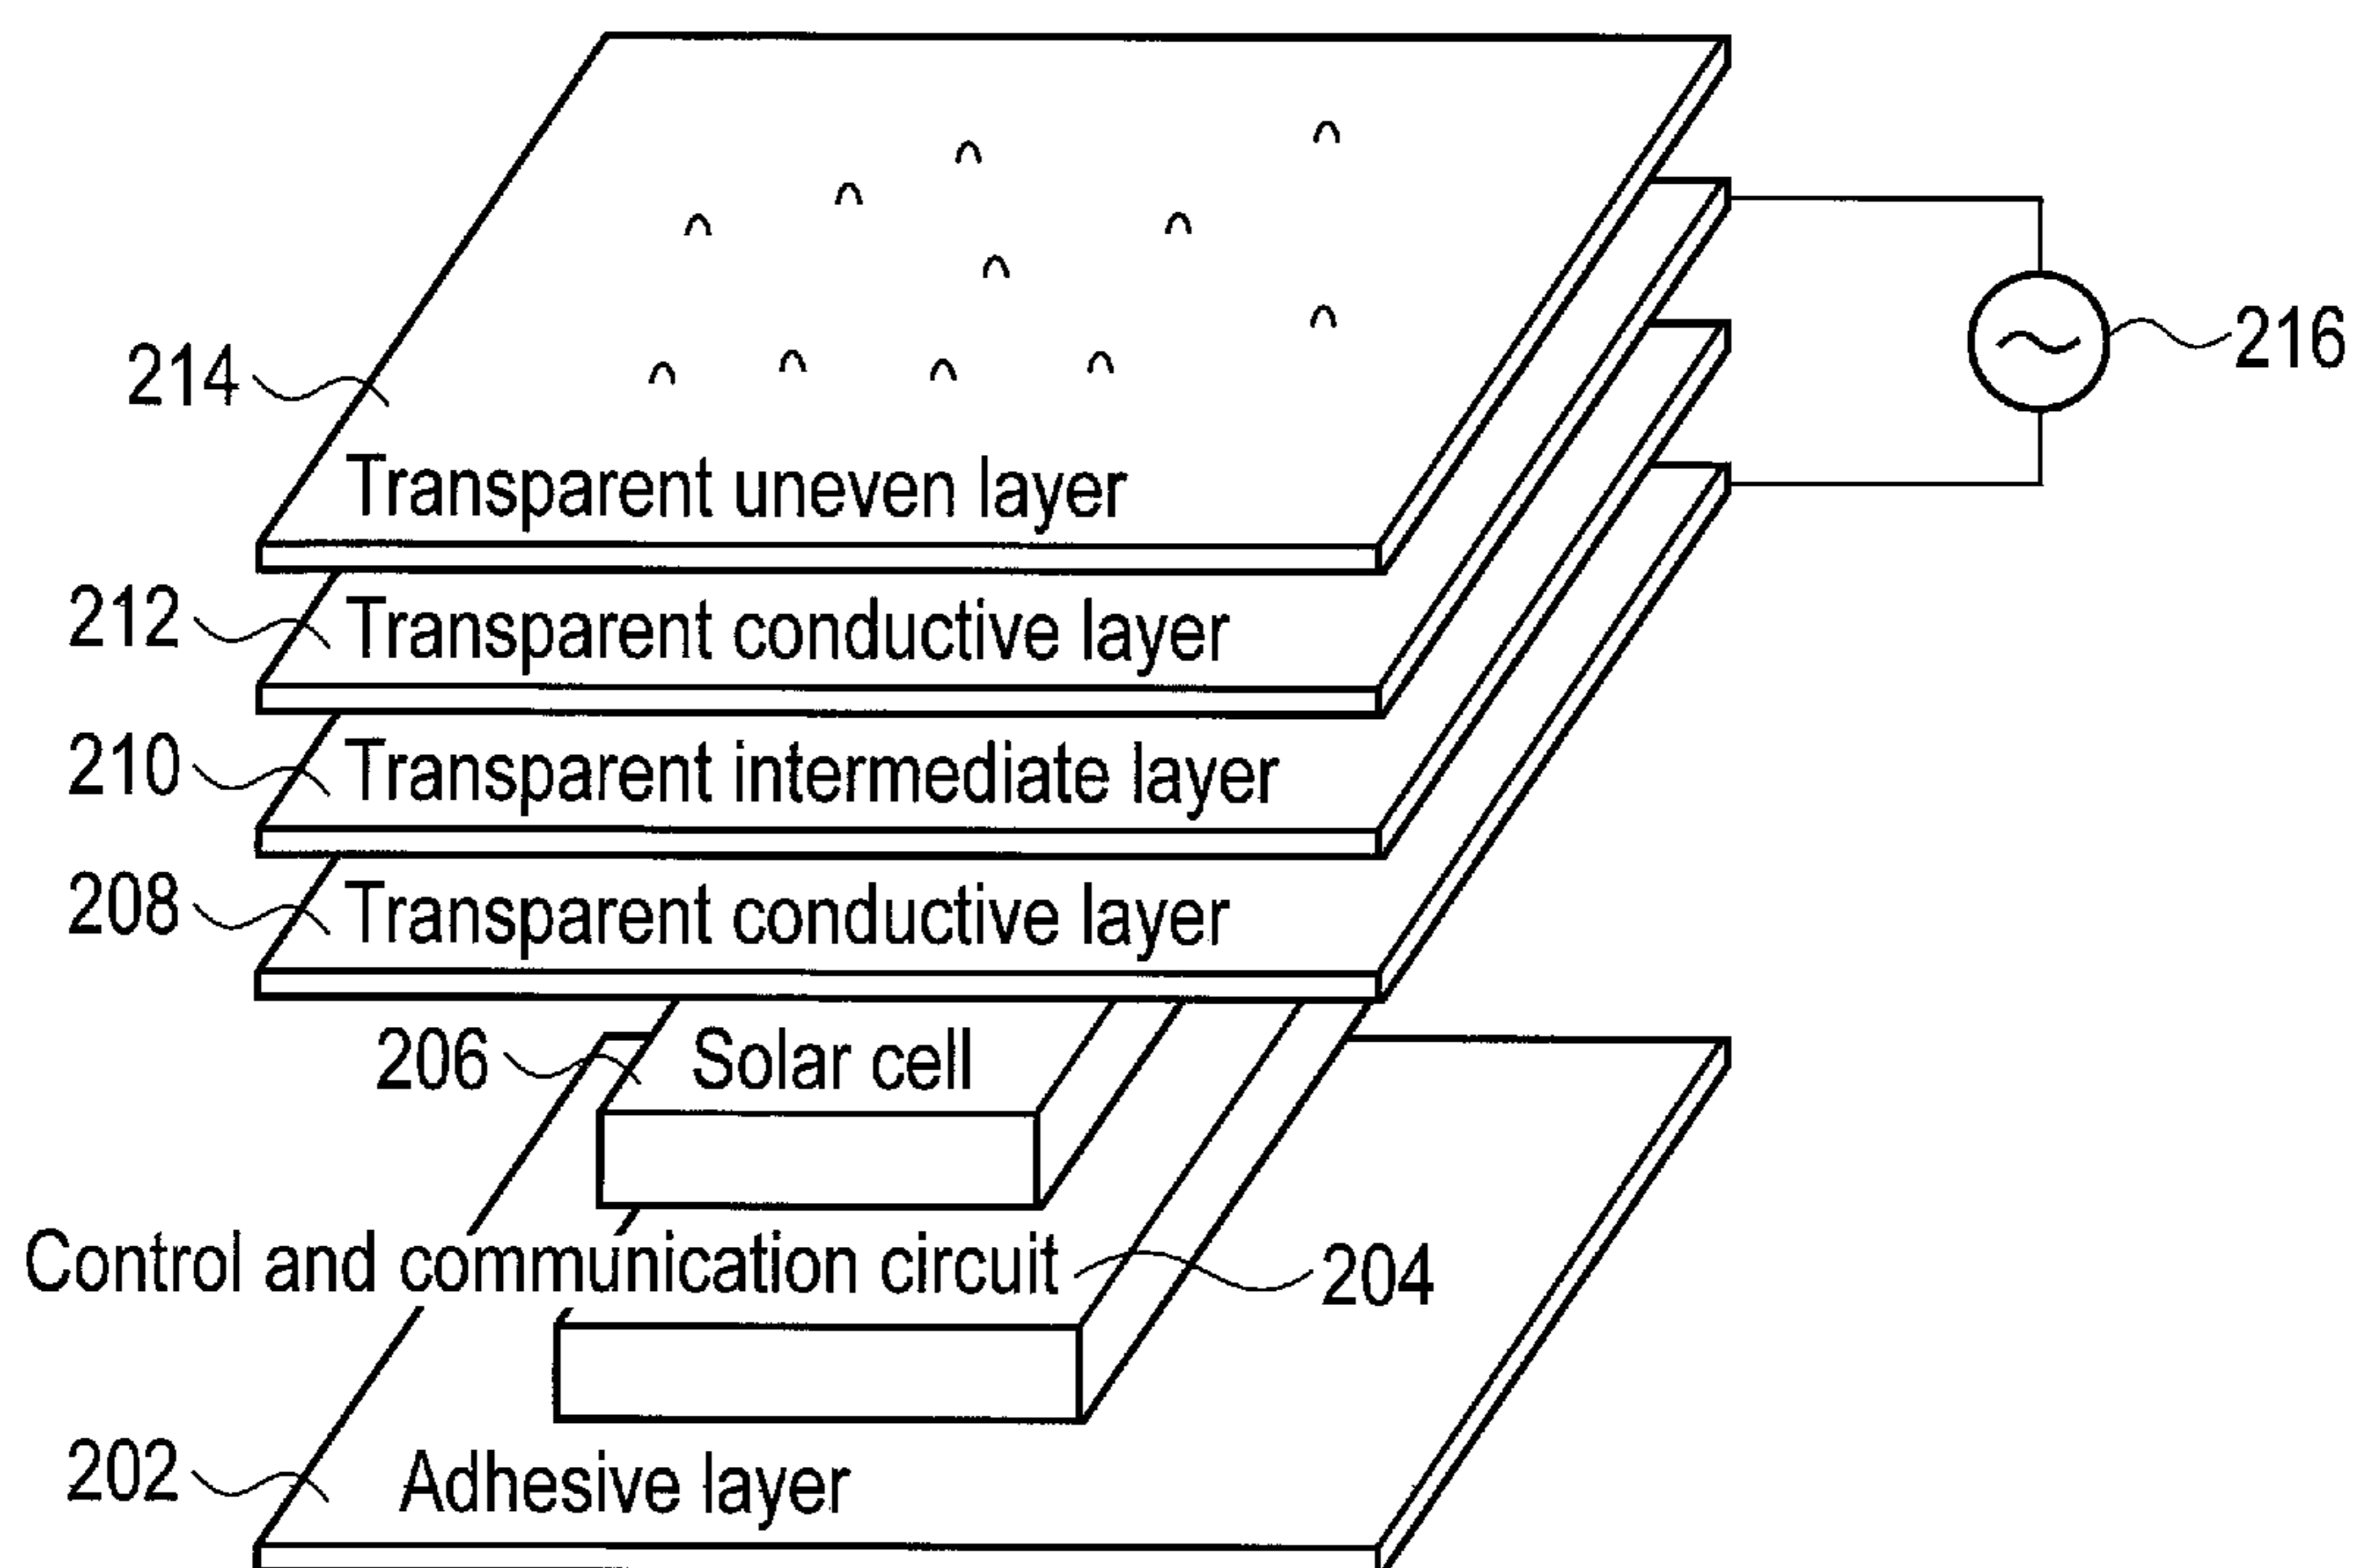 216
214
Transparent uneven layer
212
Transparent conductive layer
210
Transparent intermediate layer
208
Transparent conductive layer
206
Solar cell
Control and communication circuit
204
202
Adhesive layer